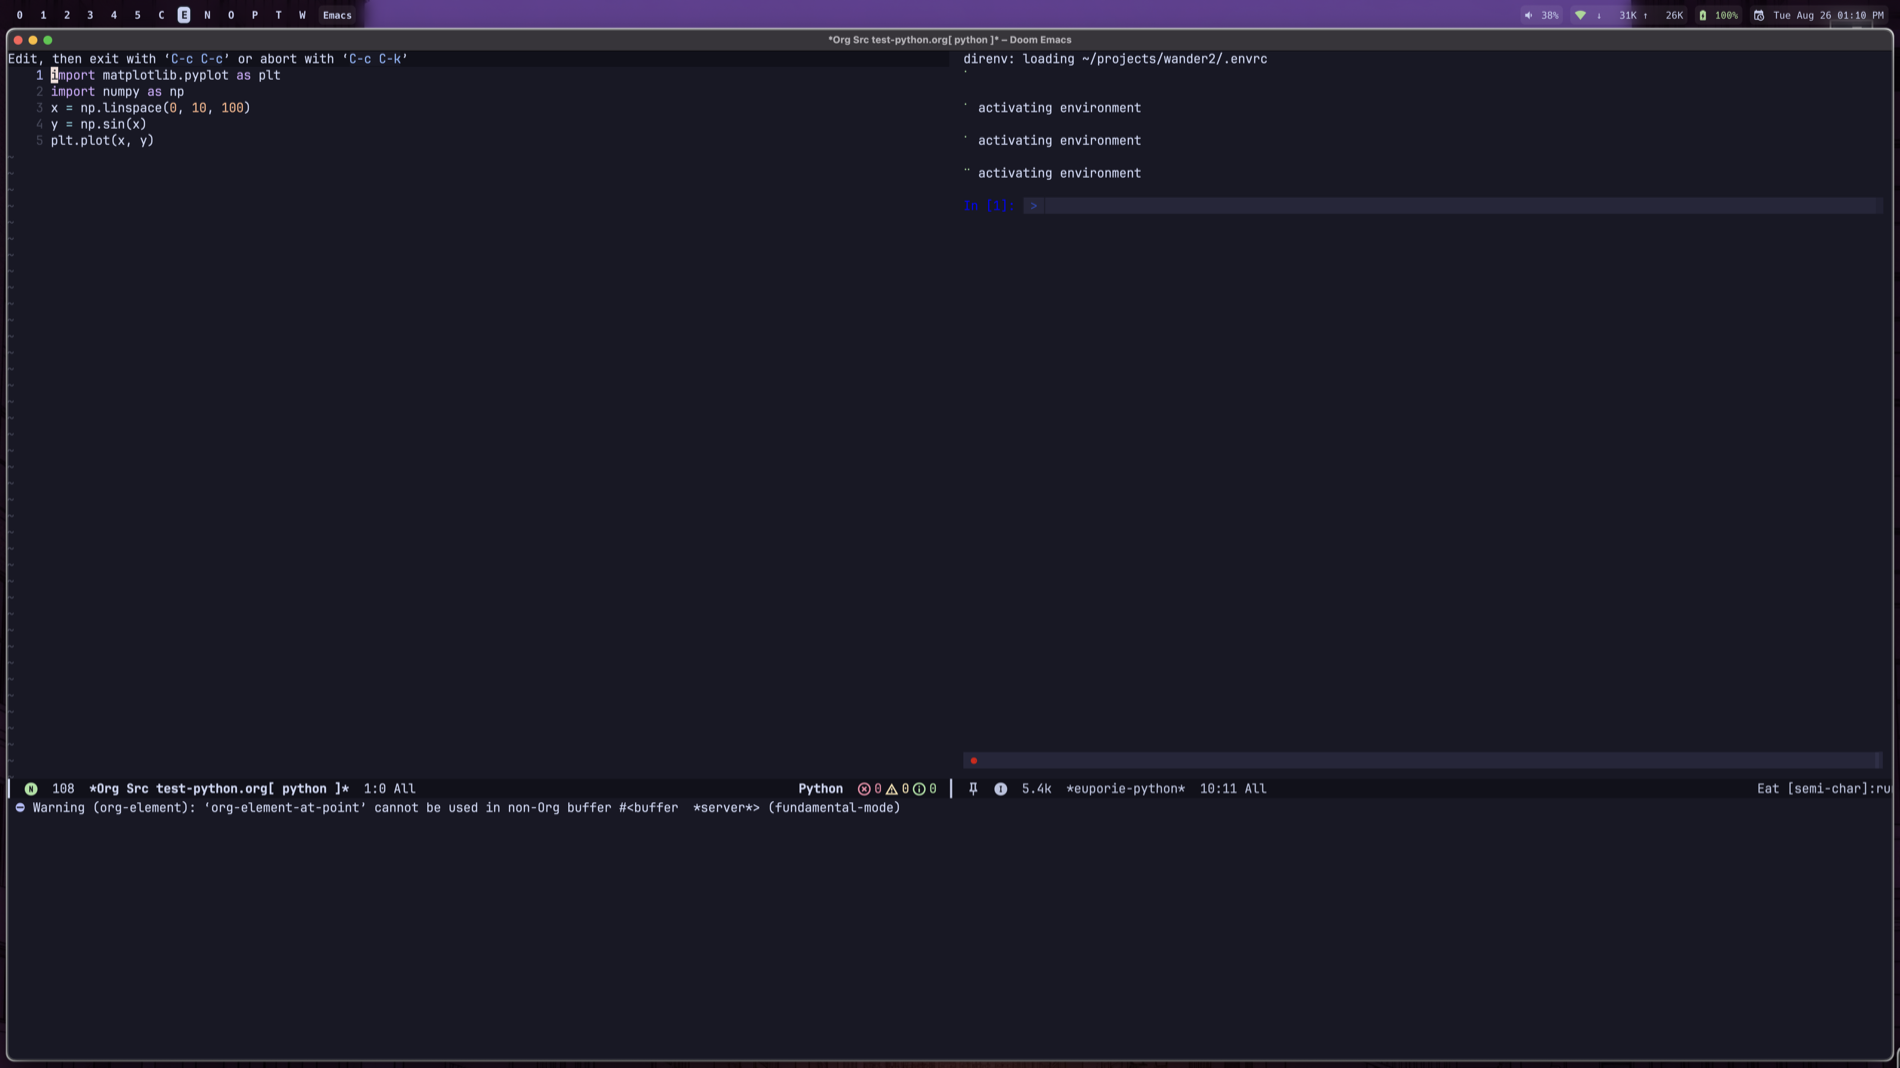 0 1 2 3 4 5 C E N O P T W Emacs
38% ↓ 31K ↑ 26K 100% Tue Aug 26 01:10 PM
*Org Src test-python.org[ python ]* – Doom Emacs
Edit, then exit with ‘C-c C-c’ or abort with ‘C-c C-k’
1 import matplotlib.pyplot as plt
2 import numpy as np
3 x = np.linspace(0, 10, 100)
4 y = np.sin(x)
5 plt.plot(x, y)
N 108 *Org Src test-python.org[ python ]* 1:0 All Python 0 0 0
direnv: loading ~/projects/wander2/.envrc
activating environment
activating environment
activating environment
In [1]: >
5.4k *euporie-python* 10:11 All Eat [semi-char]:ru
Warning (org-element): ‘org-element-at-point’ cannot be used in non-Org buffer #<buffer  *server*> (fundamental-mode)